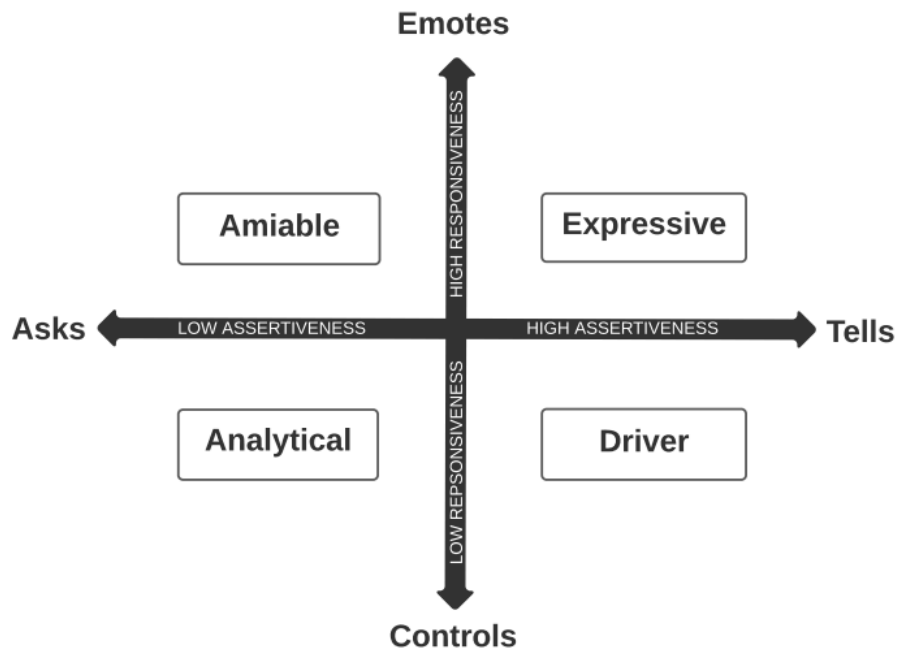 Emotes
HIGH RESPONSIVENESS
Amiable
Expressive
Asks
LOW ASSERTIVENESS
HIGH ASSERTIVENESS
Tells
LOW REPSONSIVENESS
Analytical
Driver
Controls